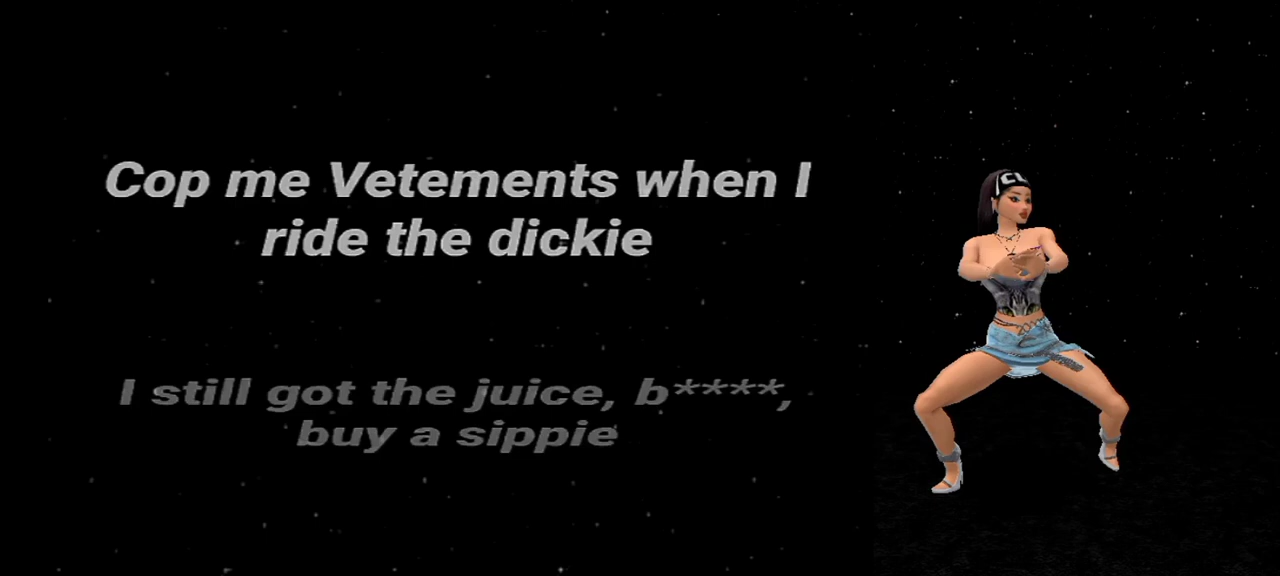 Cop me Vetements when I
ride the dickie
I still got the juice, b****,
buy a sippie